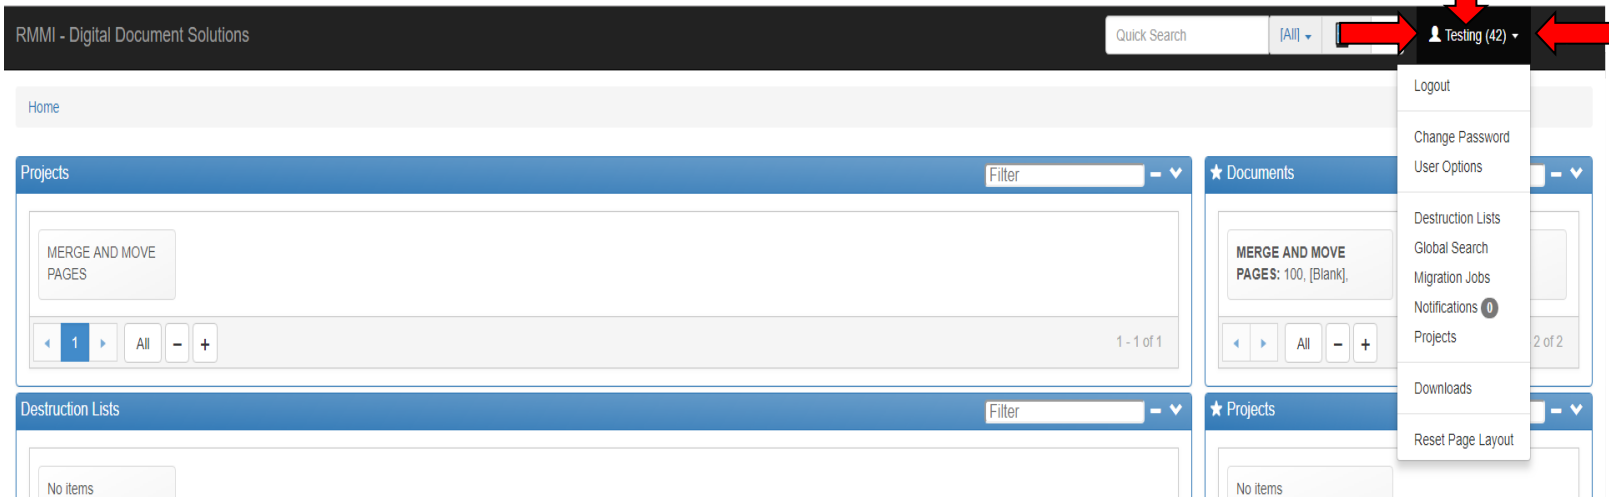 RMMI - Digital Document Solutions
Quick Search
[All]
Testing (42)
Logout
Home
Change Password
User Options
Projects
Filter
Documents
Destruction Lists
Global Search
Migration Jobs
Notifications 0
Projects
MERGE AND MOVE
PAGES
MERGE AND MOVE
PAGES: 100, [Blank],
1
All
1 - 1 of 1
All
2 of 2
Downloads
Destruction Lists
Filter
Projects
Reset Page Layout
No items
No items